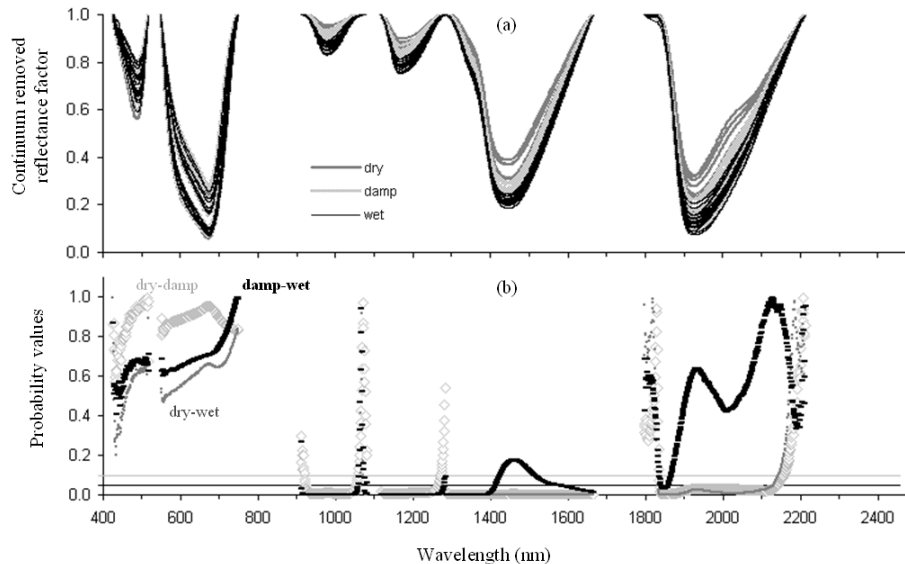 (a)
Continuum removed
reflectance factor
1.0
0.8
0.6
0.4
0.2
0.0
dry
damp
wet
(b)
dry-damp
damp-wet
dry-wet
Probability values
1.0
0.8
0.6
0.4
0.2
0.0
400 600 800 1000 1200 1400 1600 1800 2000 2200 2400
Wavelength (nm)